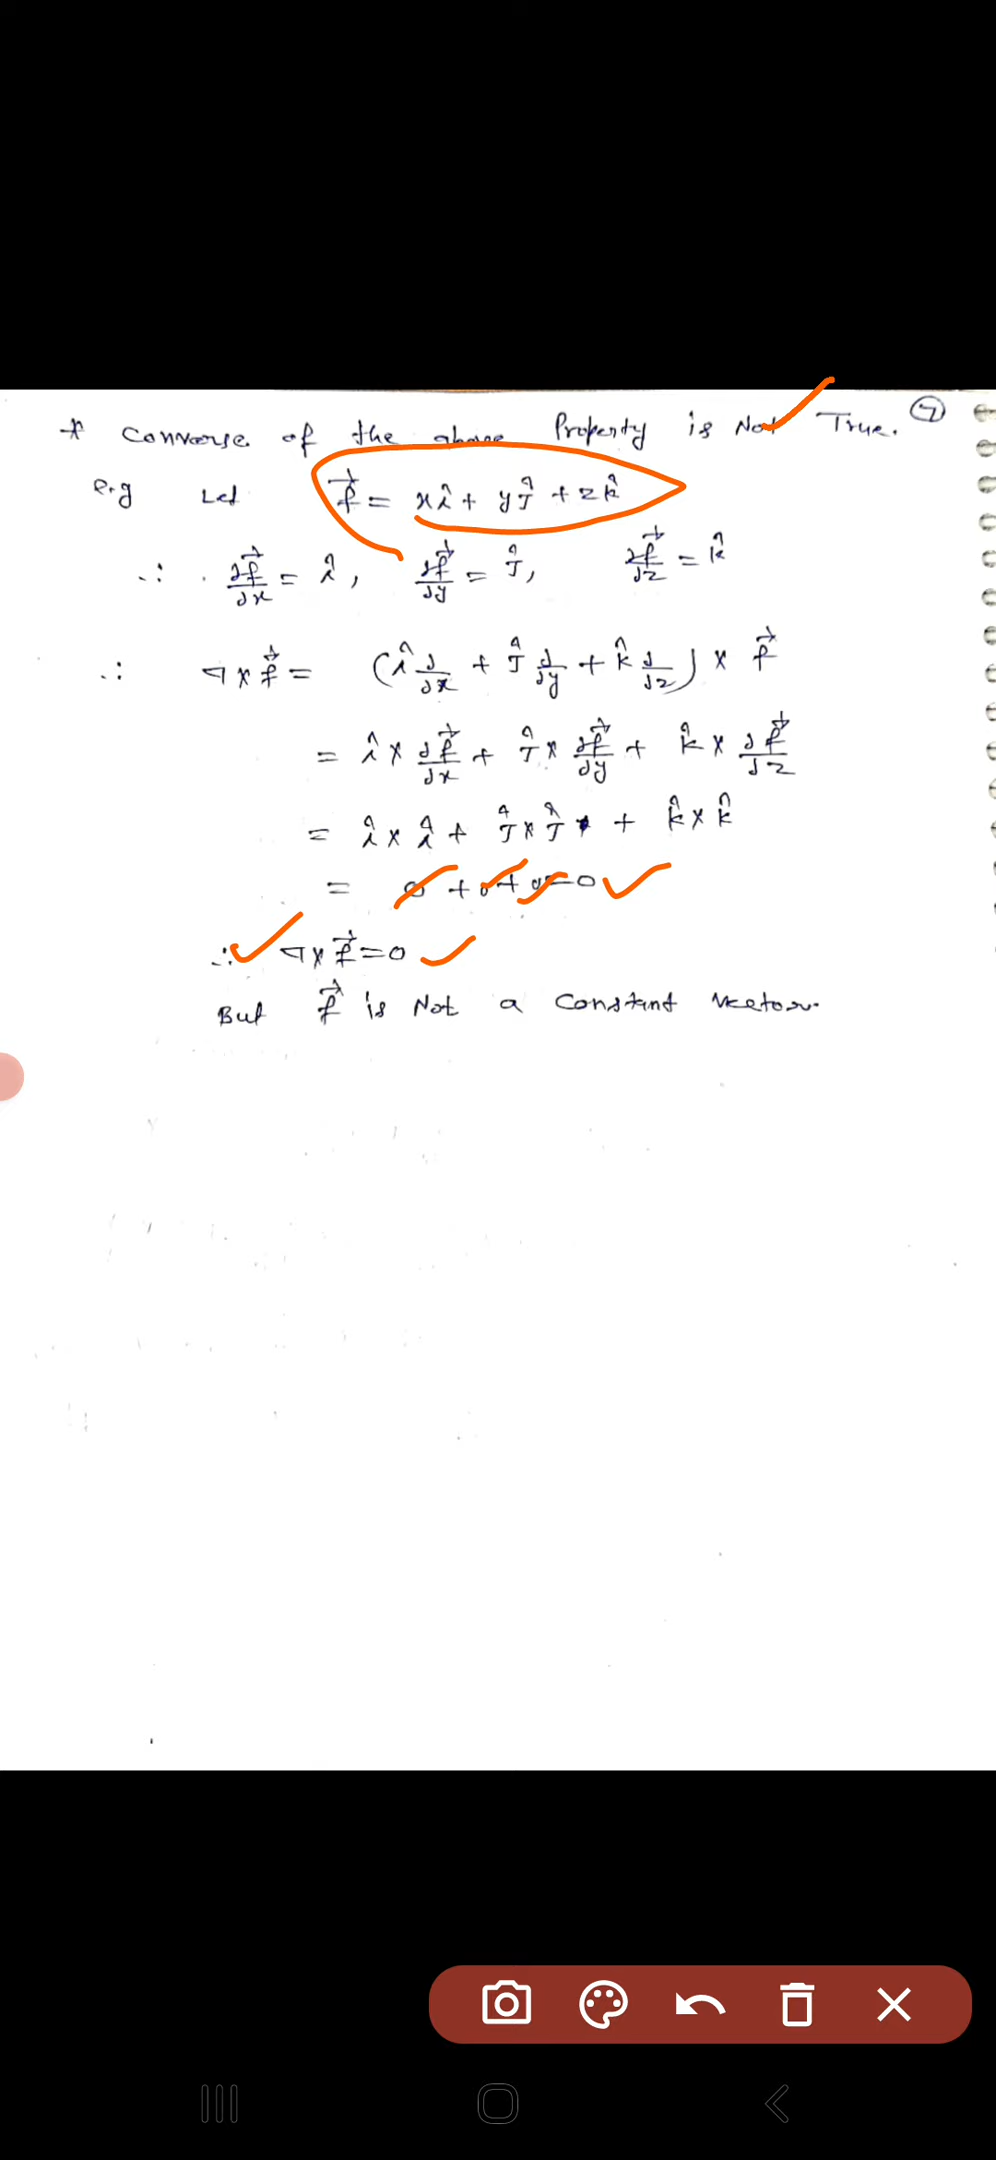 * Converse of the above Property is Not True. 7
e.g Let f⃗ = xî + yĵ + zk̂
∴ ∂f⃗/∂x = î, ∂f⃗/∂y = ĵ, ∂f⃗/∂z = k̂
∴ ∇×f⃗ = (î ∂/∂x + ĵ ∂/∂y + k̂ ∂/∂z) × f⃗
= î × ∂f⃗/∂x + ĵ × ∂f⃗/∂y + k̂ × ∂f⃗/∂z
= î × î + ĵ × ĵ + k̂ × k̂
= 0 + 0 + 0 = 0
∴ ∇×f⃗ = 0
But f⃗ is Not a Constant vector.